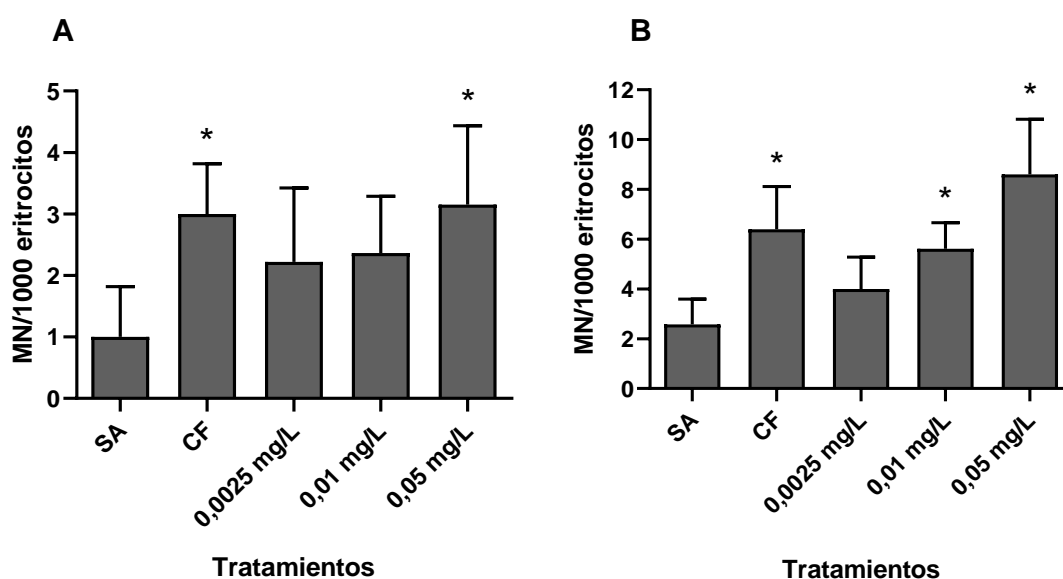 A
MN/1000 eritrocitos
5
4
3
2
1
0
*
*
SA
CF
0,0025 mg/L
0,01 mg/L
0,05 mg/L
Tratamientos
B
MN/1000 eritrocitos
12
10
8
6
4
2
0
*
*
*
SA
CF
0,0025 mg/L
0,01 mg/L
0,05 mg/L
Tratamientos